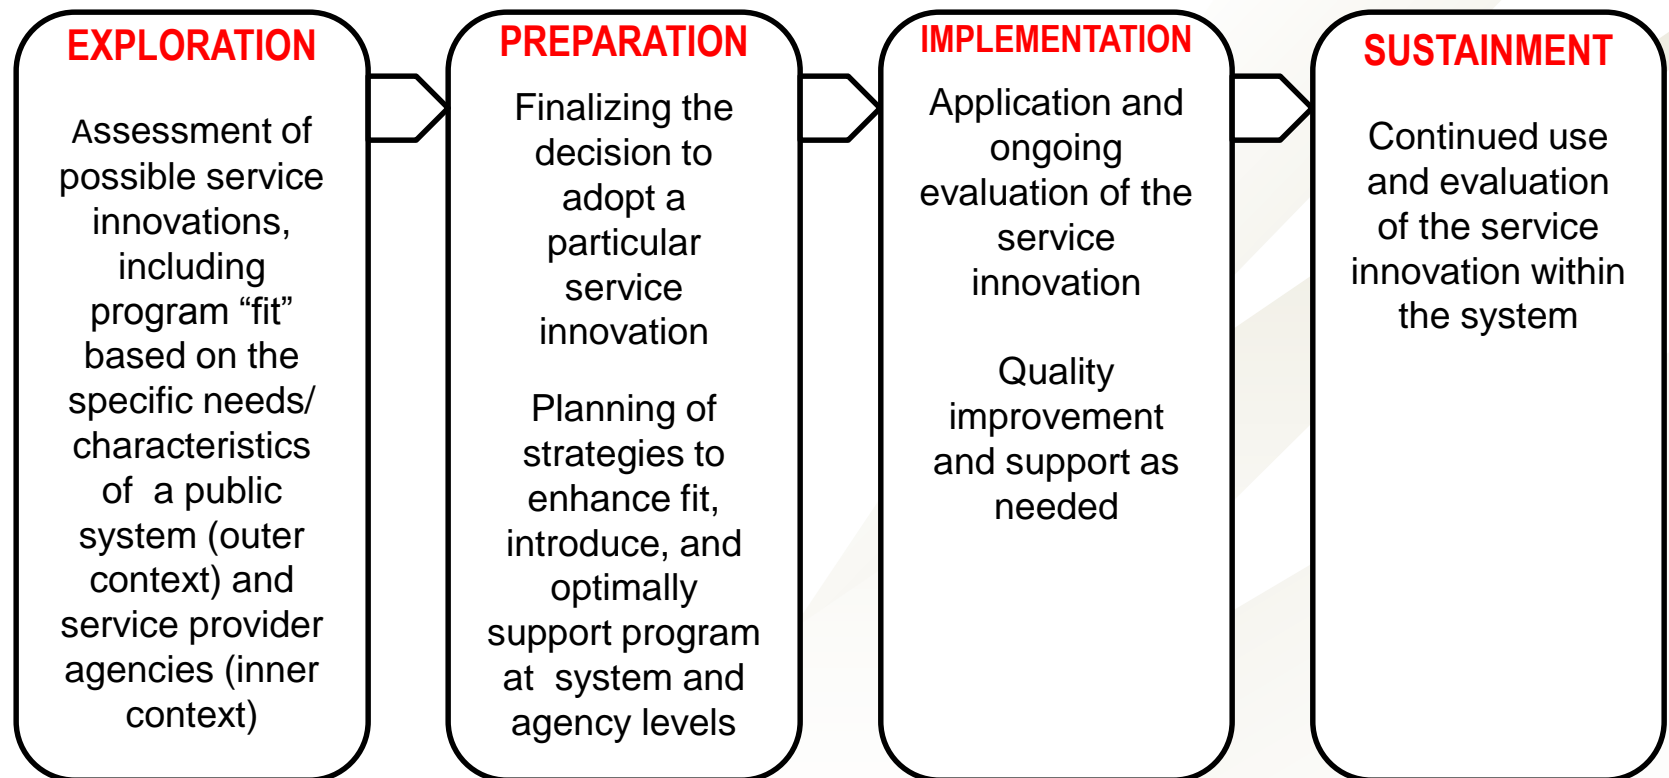 EXPLORATION
Assessment of
possible service
innovations,
including
program “fit”
based on the
specific needs/
characteristics
of a public
system (outer
context) and
service provider
agencies (inner
context)
PREPARATION
Finalizing the
decision to
adopt a
particular
service
innovation
Planning of
strategies to
enhance fit,
introduce, and
optimally
support program
at system and
agency levels
IMPLEMENTATION
Application and
ongoing
evaluation of the
service
innovation
Quality
improvement
and support as
needed
SUSTAINMENT
Continued use
and evaluation
of the service
innovation within
the system